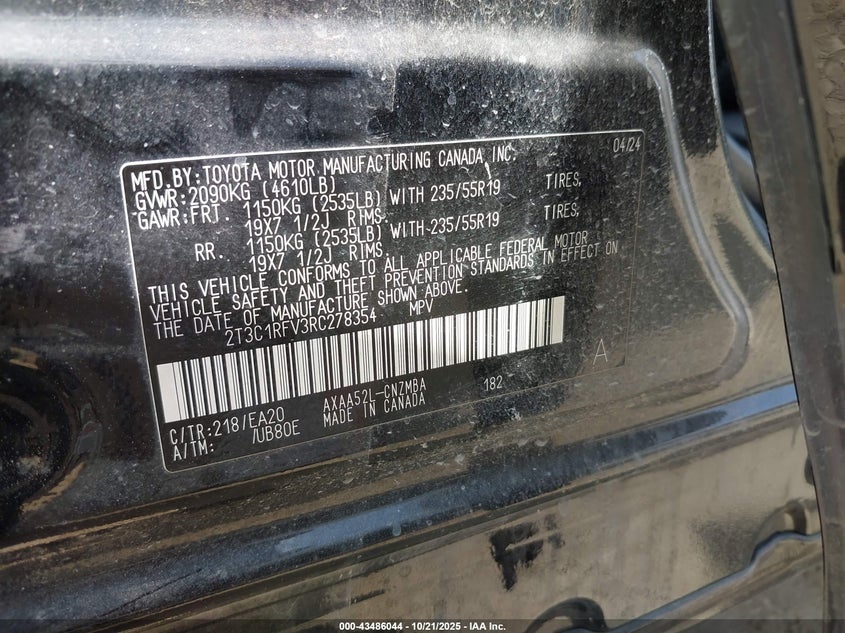 04/24
MFD.BY:TOYOTA MOTOR MANUFACTURING CANADA, INC.
GVWR:2090KG (4610LB)
GAWR:FRT. 1150KG (2535LB) WITH 235/55R19 TIRES,
19X7 1/2J RIMS.
RR. 1150KG (2535LB) WITH 235/55R19 TIRES,
19X7 1/2J RIMS.
THIS VEHICLE CONFORMS TO ALL APPLICABLE FEDERAL MOTOR
VEHICLE SAFETY AND THEFT PREVENTION STANDARDS IN EFFECT ON
THE DATE OF MANUFACTURE SHOWN ABOVE.
2T3C1RFV3RC278354 MPV
A
C/TR:218/EA20 AXAA52L-CNZMBA 182
A/TM: /UB80E MADE IN CANADA
000-43486044 - 10/21/2025 - IAA Inc.